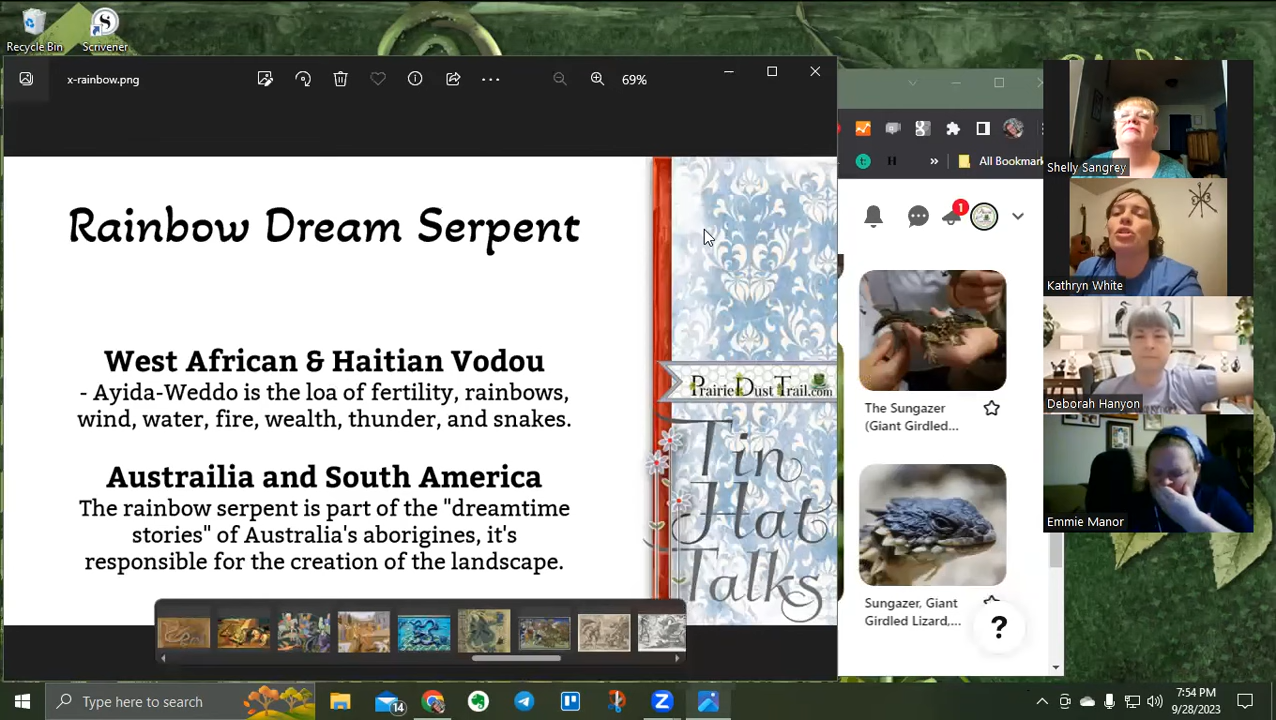 Recycle Bin
Scrivener
x-rainbow.png
69%
Rainbow Dream Serpent
West African & Haitian Vodou
- Ayida-Weddo is the loa of fertility, rainbows,
wind, water, fire, wealth, thunder, and snakes.
Austrailia and South America
The rainbow serpent is part of the "dreamtime
stories" of Australia's aborigines, it's
responsible for the creation of the landscape.
PrairieDustTrail.com
Tin
Hat
Talks
All Bookmark
1
The Sungazer
(Giant Girdled...
Sungazer, Giant
Girdled Lizard,...
?
Shelly Sangrey
Kathryn White
Deborah Hanyon
Emmie Manor
Type here to search
14
7:54 PM
9/28/2023